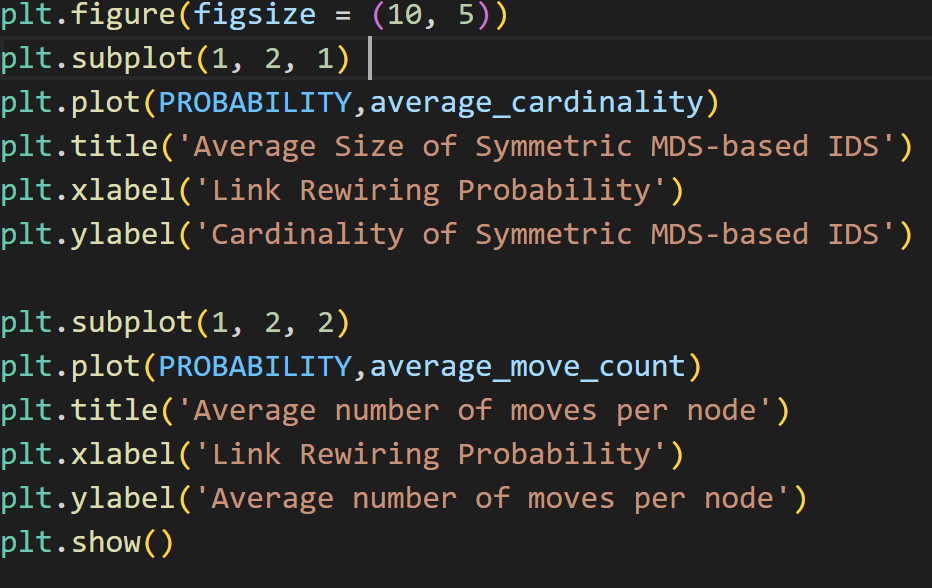 plt.figure(figsize = (10, 5))
plt.subplot(1, 2, 1)
plt.plot(PROBABILITY,average_cardinality)
plt.title('Average Size of Symmetric MDS-based IDS')
plt.xlabel('Link Rewiring Probability')
plt.ylabel('Cardinality of Symmetric MDS-based IDS')
plt.subplot(1, 2, 2)
plt.plot(PROBABILITY,average_move_count)
plt.title('Average number of moves per node')
plt.xlabel('Link Rewiring Probability')
plt.ylabel('Average number of moves per node')
plt.show()